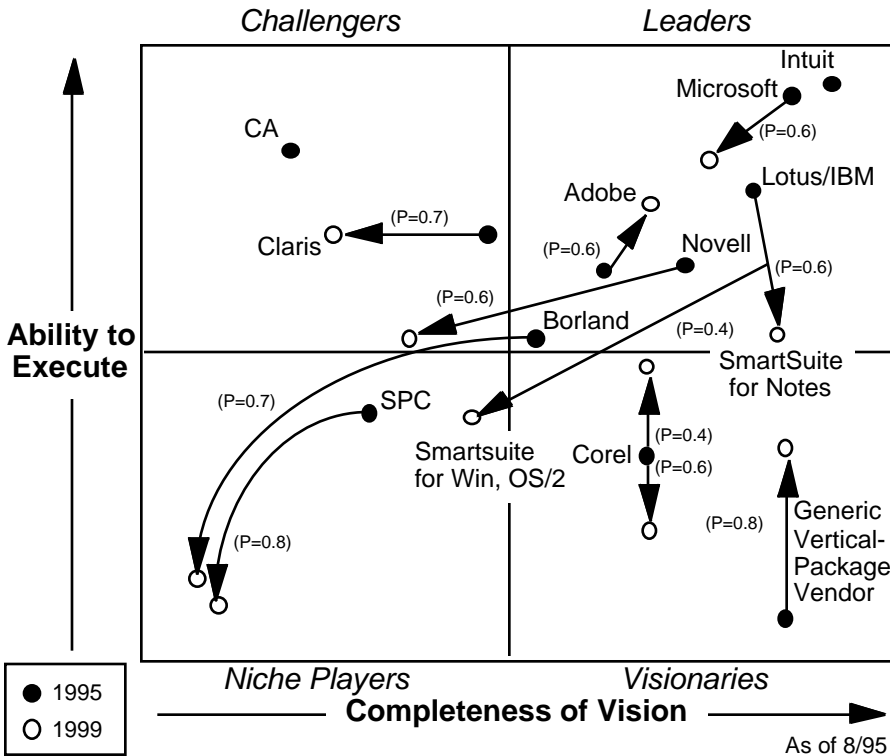 Challengers
Leaders
Intuit
Microsoft
(P=0.6)
CA
Lotus/IBM
Adobe
(P=0.7)
Claris
(P=0.6)
Novell
(P=0.6)
(P=0.6)
Borland
(P=0.4)
Ability to
Execute
SmartSuite
for Notes
(P=0.7)
SPC
Smartsuite
for Win, OS/2
Corel
(P=0.4)
(P=0.6)
(P=0.8)
(P=0.8)
Generic
Vertical-
Package
Vendor
Niche Players
Visionaries
1995
1999
Completeness of Vision
As of 8/95